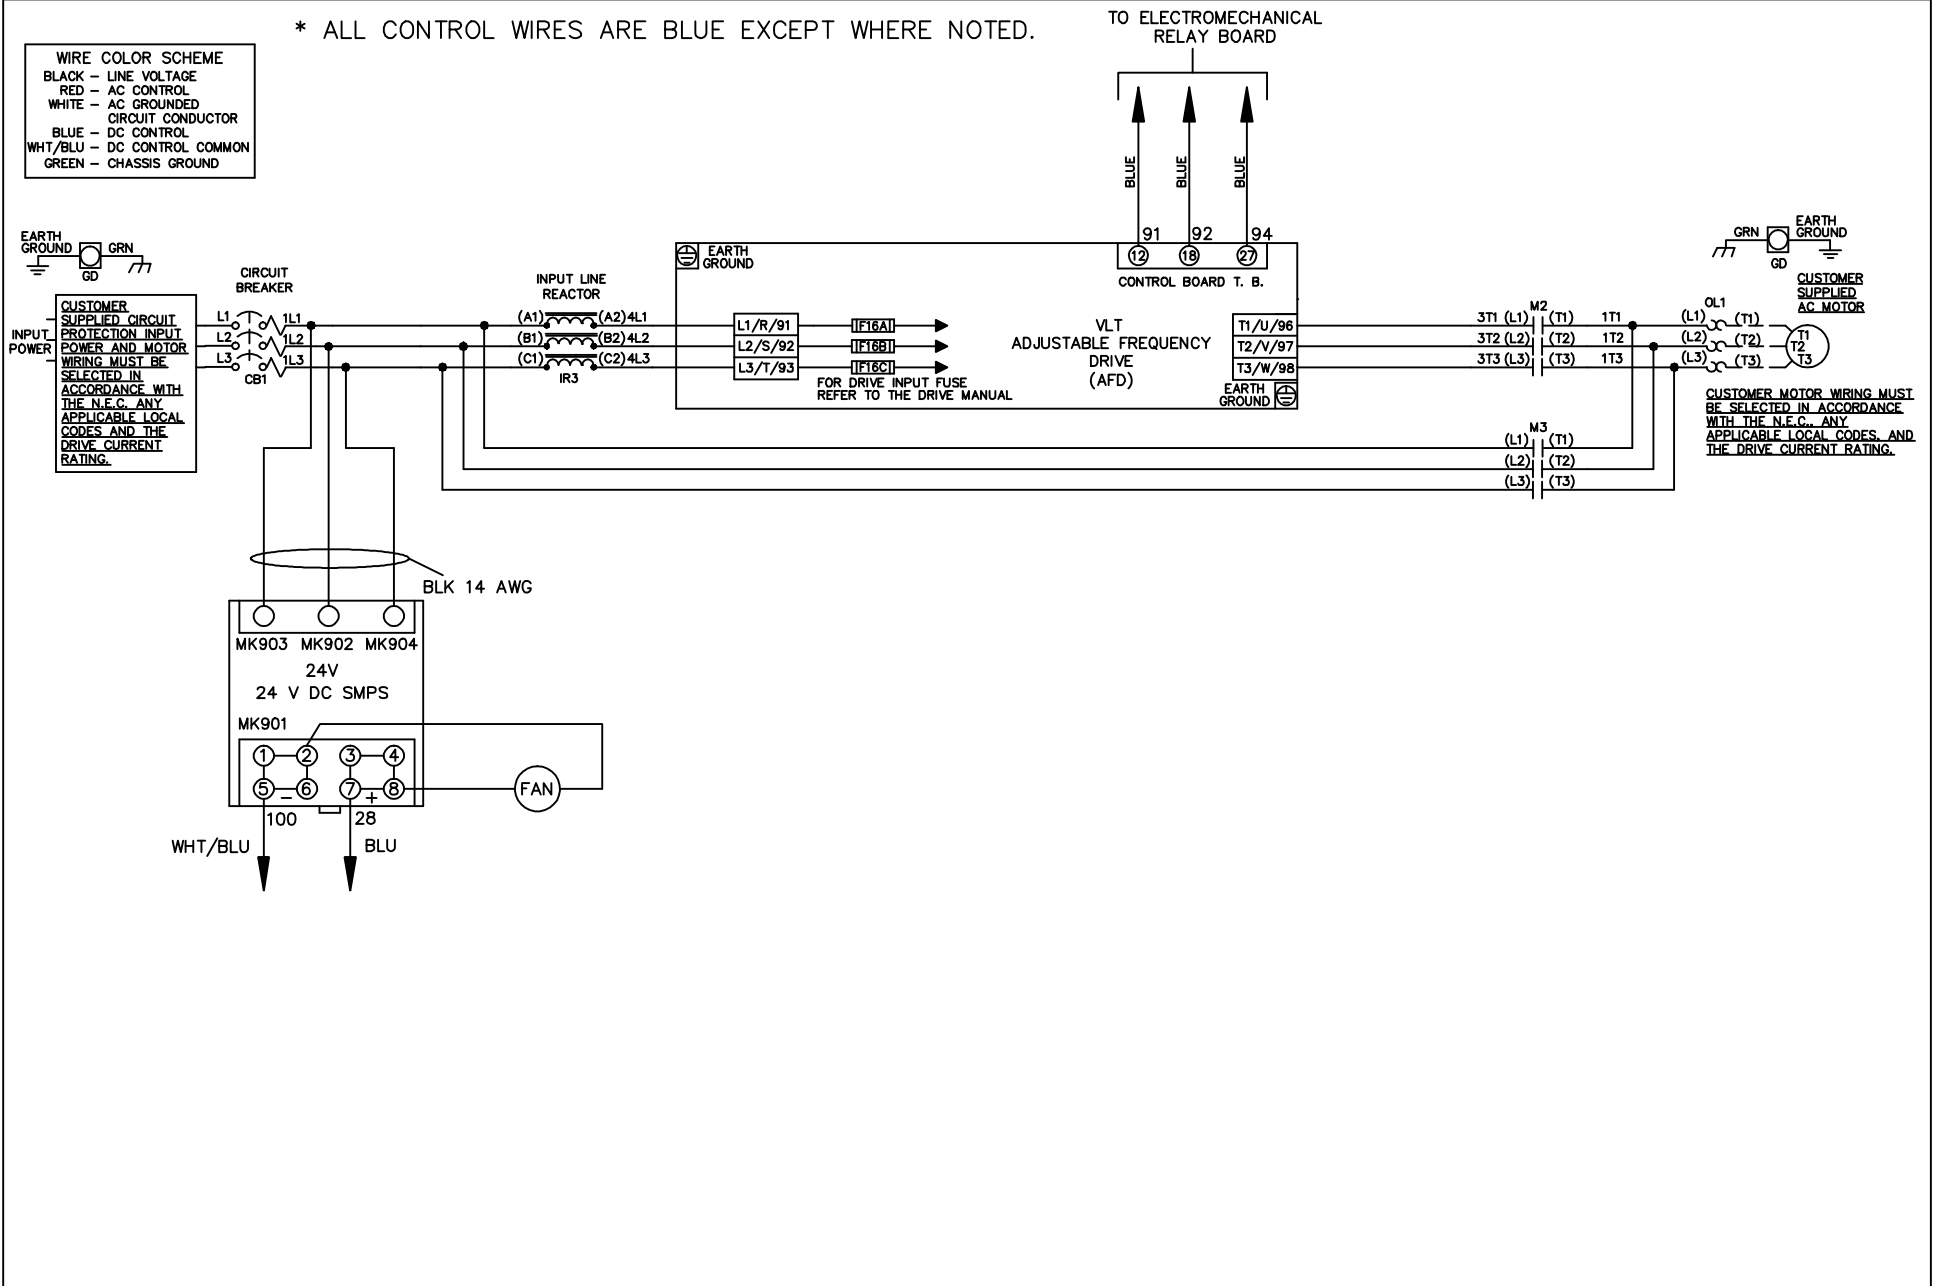 * ALL CONTROL WIRES ARE BLUE EXCEPT WHERE NOTED.
TO ELECTROMECHANICAL
RELAY BOARD
WIRE COLOR SCHEME
BLACK – LINE VOLTAGE
RED – AC CONTROL
WHITE – AC GROUNDED
CIRCUIT CONDUCTOR
BLUE – DC CONTROL
WHT/BLU – DC CONTROL COMMON
GREEN – CHASSIS GROUND
BLUE
BLUE
BLUE
91
92
94
12
18
27
CONTROL BOARD T. B.
EARTH
GROUND
GRN
GD
CIRCUIT
BREAKER
INPUT
POWER
CUSTOMER
SUPPLIED CIRCUIT
PROTECTION INPUT
POWER AND MOTOR
WIRING MUST BE
SELECTED IN
ACCORDANCE WITH
THE N.E.C. ANY
APPLICABLE LOCAL
CODES AND THE
DRIVE CURRENT
RATING.
L1
L2
L3
1L1
1L2
1L3
CB1
INPUT LINE
REACTOR
(A1)
(A2)4L1
(B1)
(B2)4L2
(C1)
(C2)4L3
IR3
EARTH
GROUND
L1/R/91
L2/S/92
L3/T/93
F16A
F16B
F16C
FOR DRIVE INPUT FUSE
REFER TO THE DRIVE MANUAL
VLT
ADJUSTABLE FREQUENCY
DRIVE
(AFD)
T1/U/96
T2/V/97
T3/W/98
EARTH
GROUND
M2
3T1 (L1)
(T1)
1T1
3T2 (L2)
(T2)
1T2
3T3 (L3)
(T3)
1T3
M3
(L1)
(T1)
(L2)
(T2)
(L3)
(T3)
OL1
(L1)
(T1)
(L2)
(T2)
(L3)
(T3)
T1
T2
T3
GRN
EARTH
GROUND
GD
CUSTOMER
SUPPLIED
AC MOTOR
CUSTOMER MOTOR WIRING MUST
BE SELECTED IN ACCORDANCE
WITH THE N.E.C., ANY
APPLICABLE LOCAL CODES, AND
THE DRIVE CURRENT RATING.
BLK 14 AWG
MK903 MK902 MK904
24V
24 V DC SMPS
MK901
1
2
3
4
5
–
6
7
+
8
FAN
100
28
WHT/BLU
BLU